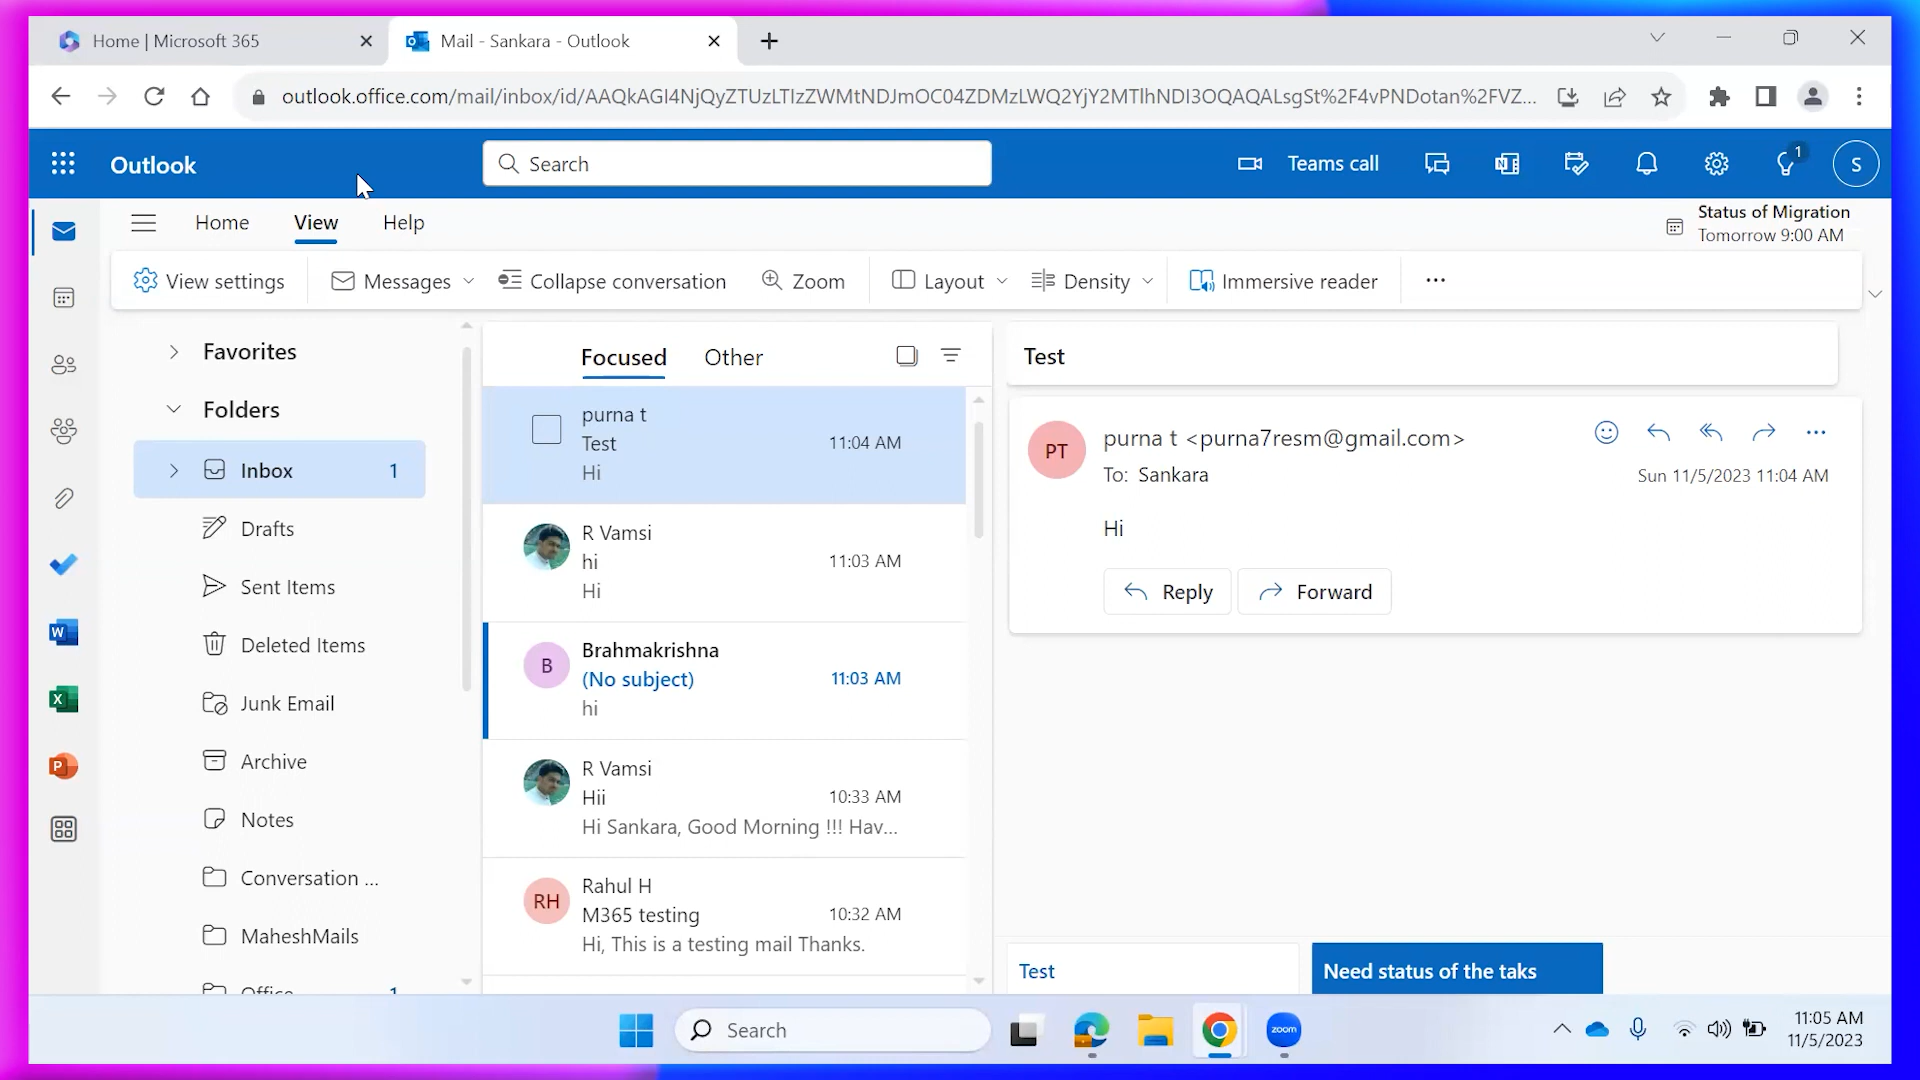 Home | Microsoft 365
Mail - Sankara - Outlook
outlook.office.com/mail/inbox/id/AAQkAGI4NjQyZTUzLTIzZWMtNDJmOC04ZDMzLWQ2YjY2MTlhNDI3OQAQALsgSt%2F4vPNDotan%2FVZ...
Outlook
Search
Teams call
1
S
Home
View
Help
Status of Migration
Tomorrow 9:00 AM
View settings
Messages
Collapse conversation
Zoom
Layout
Density
Immersive reader
Favorites
Folders
Inbox 1
Drafts
Sent Items
Deleted Items
Junk Email
Archive
Notes
Conversation ...
MaheshMails
Office 1
Focused
Other
purna t
Test 11:04 AM
Hi
R Vamsi
hi 11:03 AM
Hi
B
Brahmakrishna
(No subject) 11:03 AM
hi
R Vamsi
Hii 10:33 AM
Hi Sankara, Good Morning !!! Hav...
RH
Rahul H
M365 testing 10:32 AM
Hi, This is a testing mail Thanks.
Test
PT
purna t <purna7resm@gmail.com>
To: Sankara
Sun 11/5/2023 11:04 AM
Hi
Reply
Forward
Test
Need status of the taks
Search
zoom
11:05 AM
11/5/2023